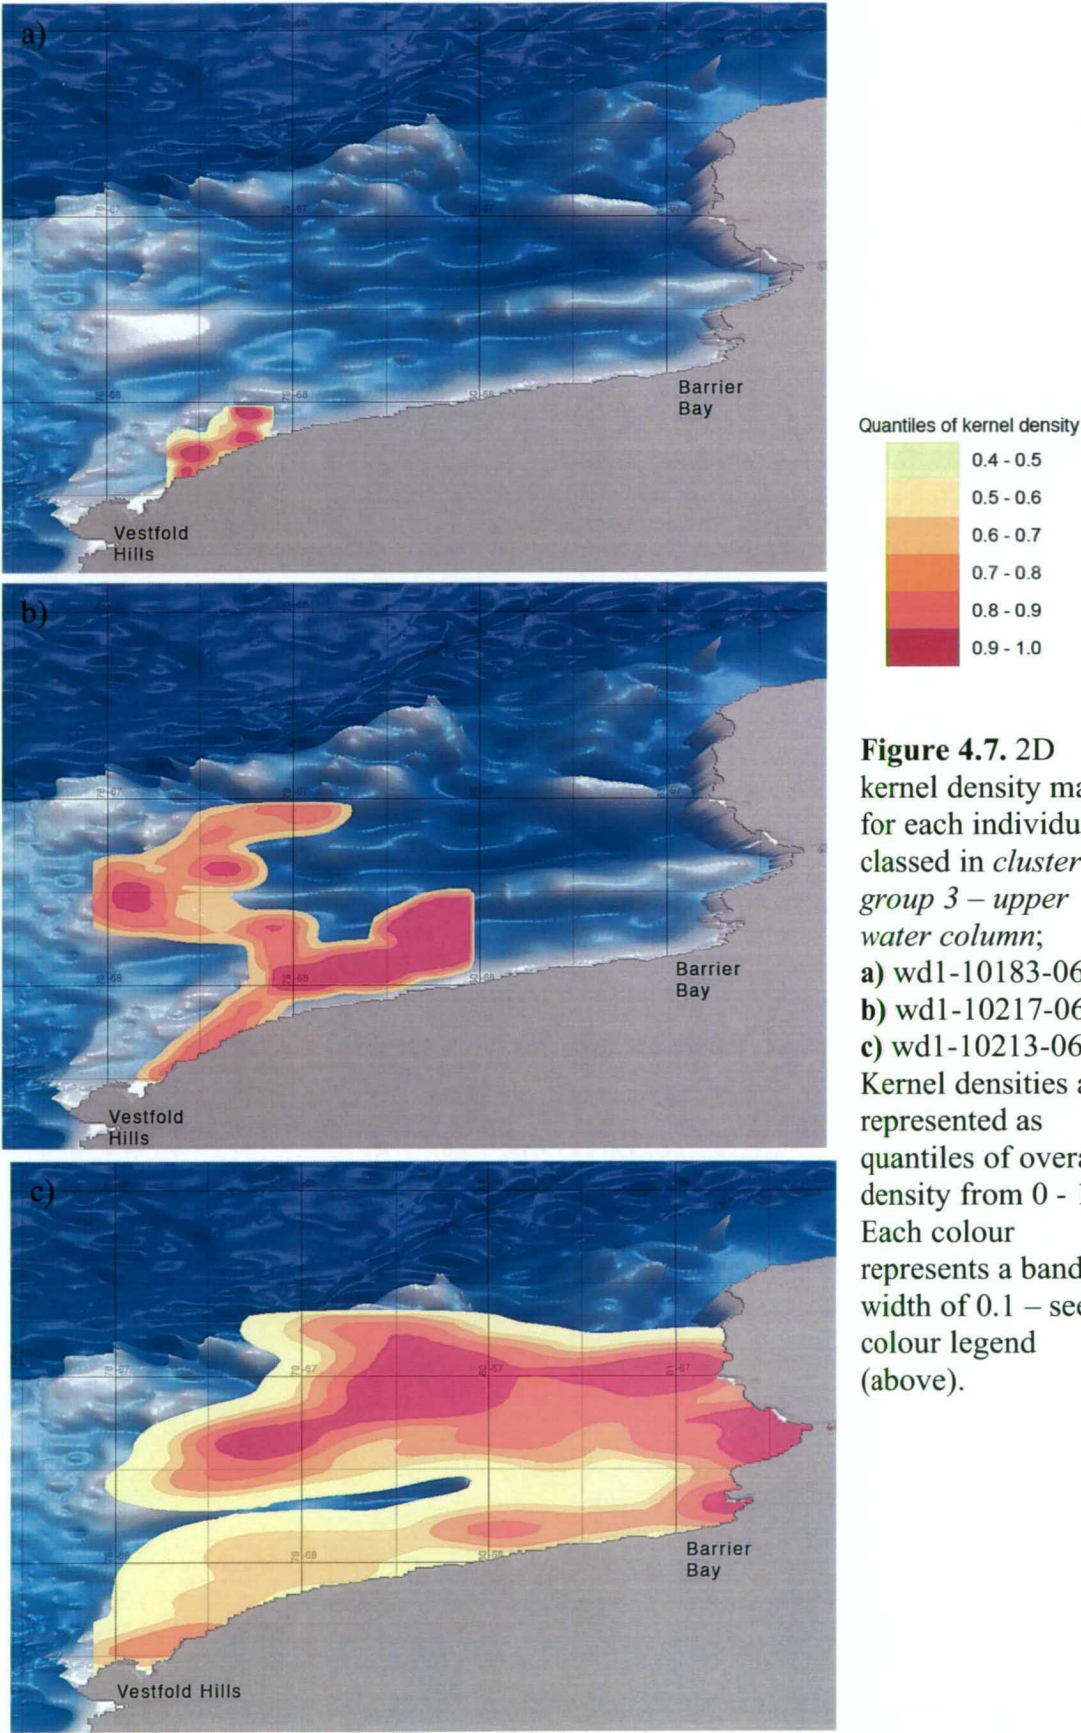 a)
Barrier
Bay
Vestfold
Hills
b)
Barrier
Bay
Vestfold
Hills
c)
Barrier
Bay
Vestfold Hills
Quantiles of kernel density
0.4 - 0.5
0.5 - 0.6
0.6 - 0.7
0.7 - 0.8
0.8 - 0.9
0.9 - 1.0
Figure 4.7. 2D
kernel density ma
for each individu
classed in cluster
group 3 – upper
water column;
a) wd1-10183-06
b) wd1-10217-06
c) wd1-10213-06
Kernel densities a
represented as
quantiles of overa
density from 0 - 1
Each colour
represents a band
width of 0.1 – see
colour legend
(above).